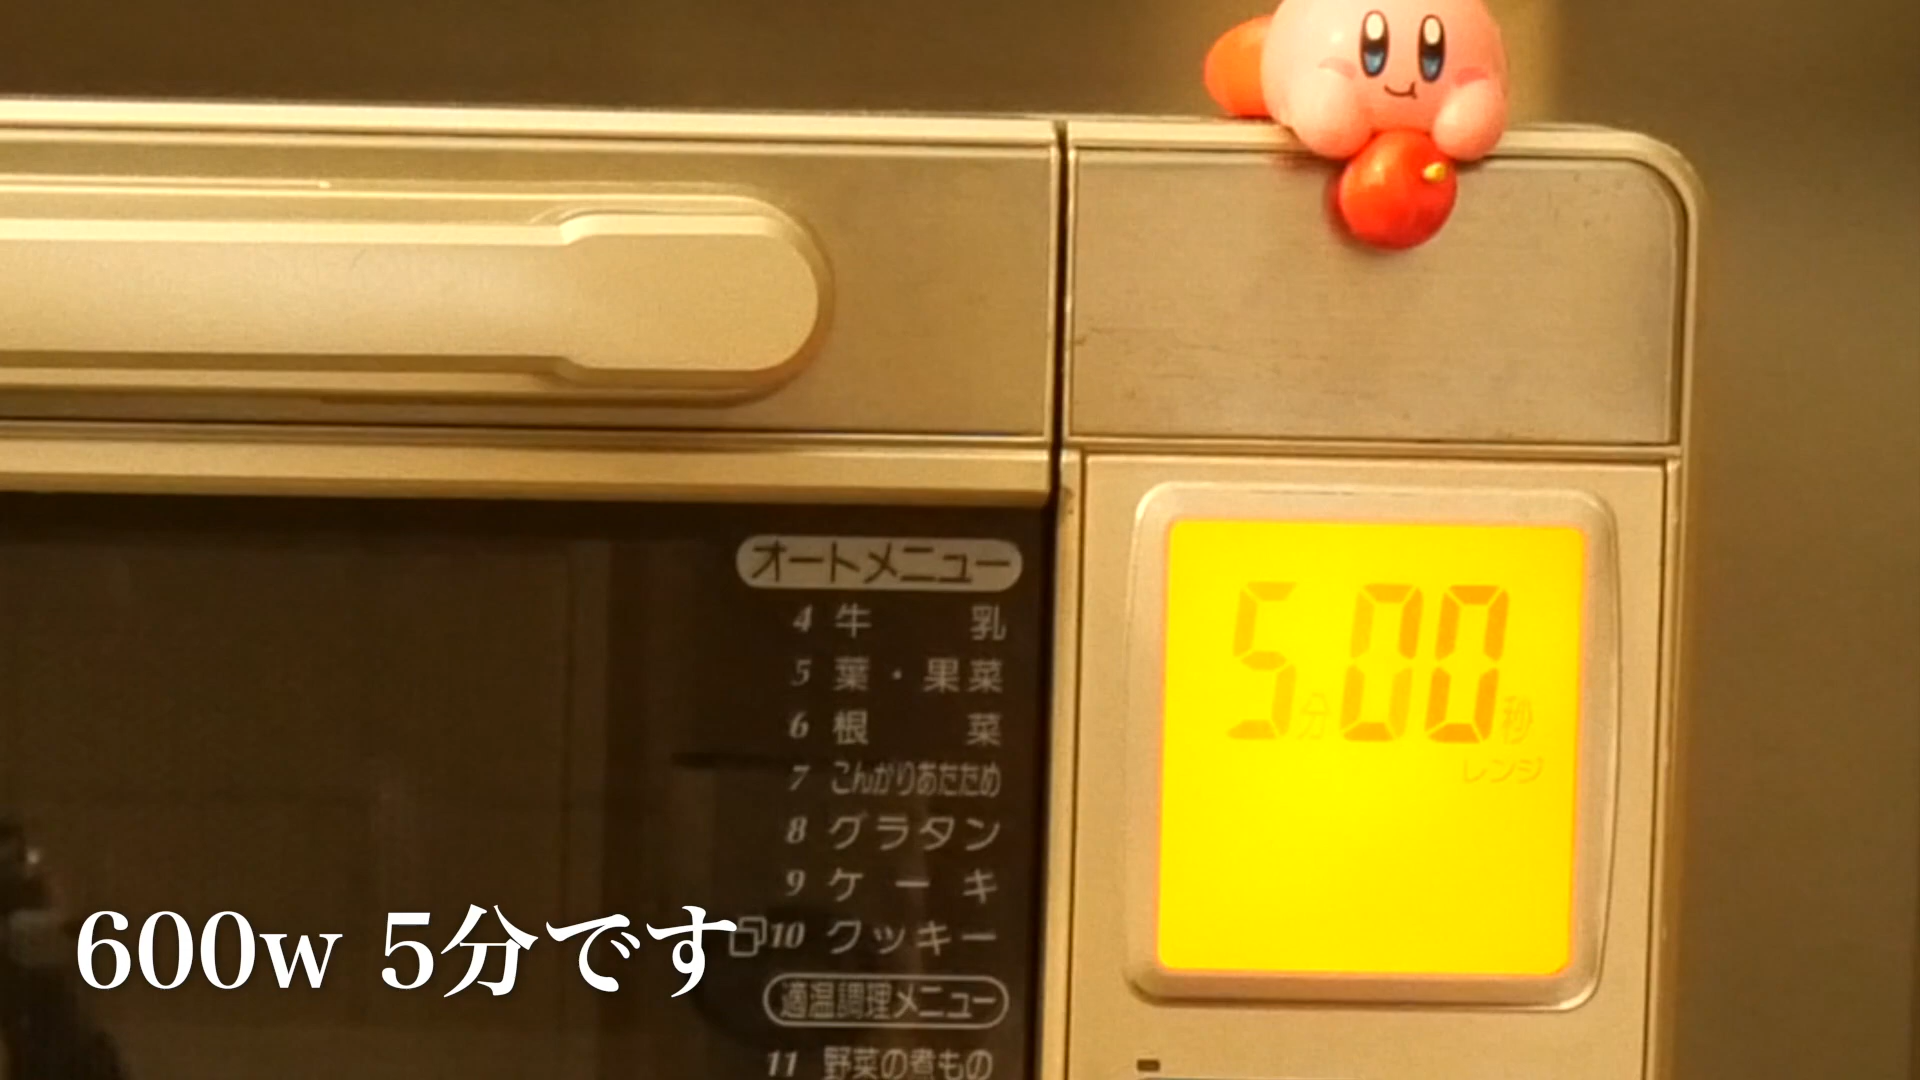 オートメニュー
4 牛 乳
5 葉・果菜
6 根 菜
7 こんがりあたため
8 グラタン
9 ケーキ
10 クッキー
適温調理メニュー
11 野菜の煮もの
5分00秒
レンジ
600w 5分です